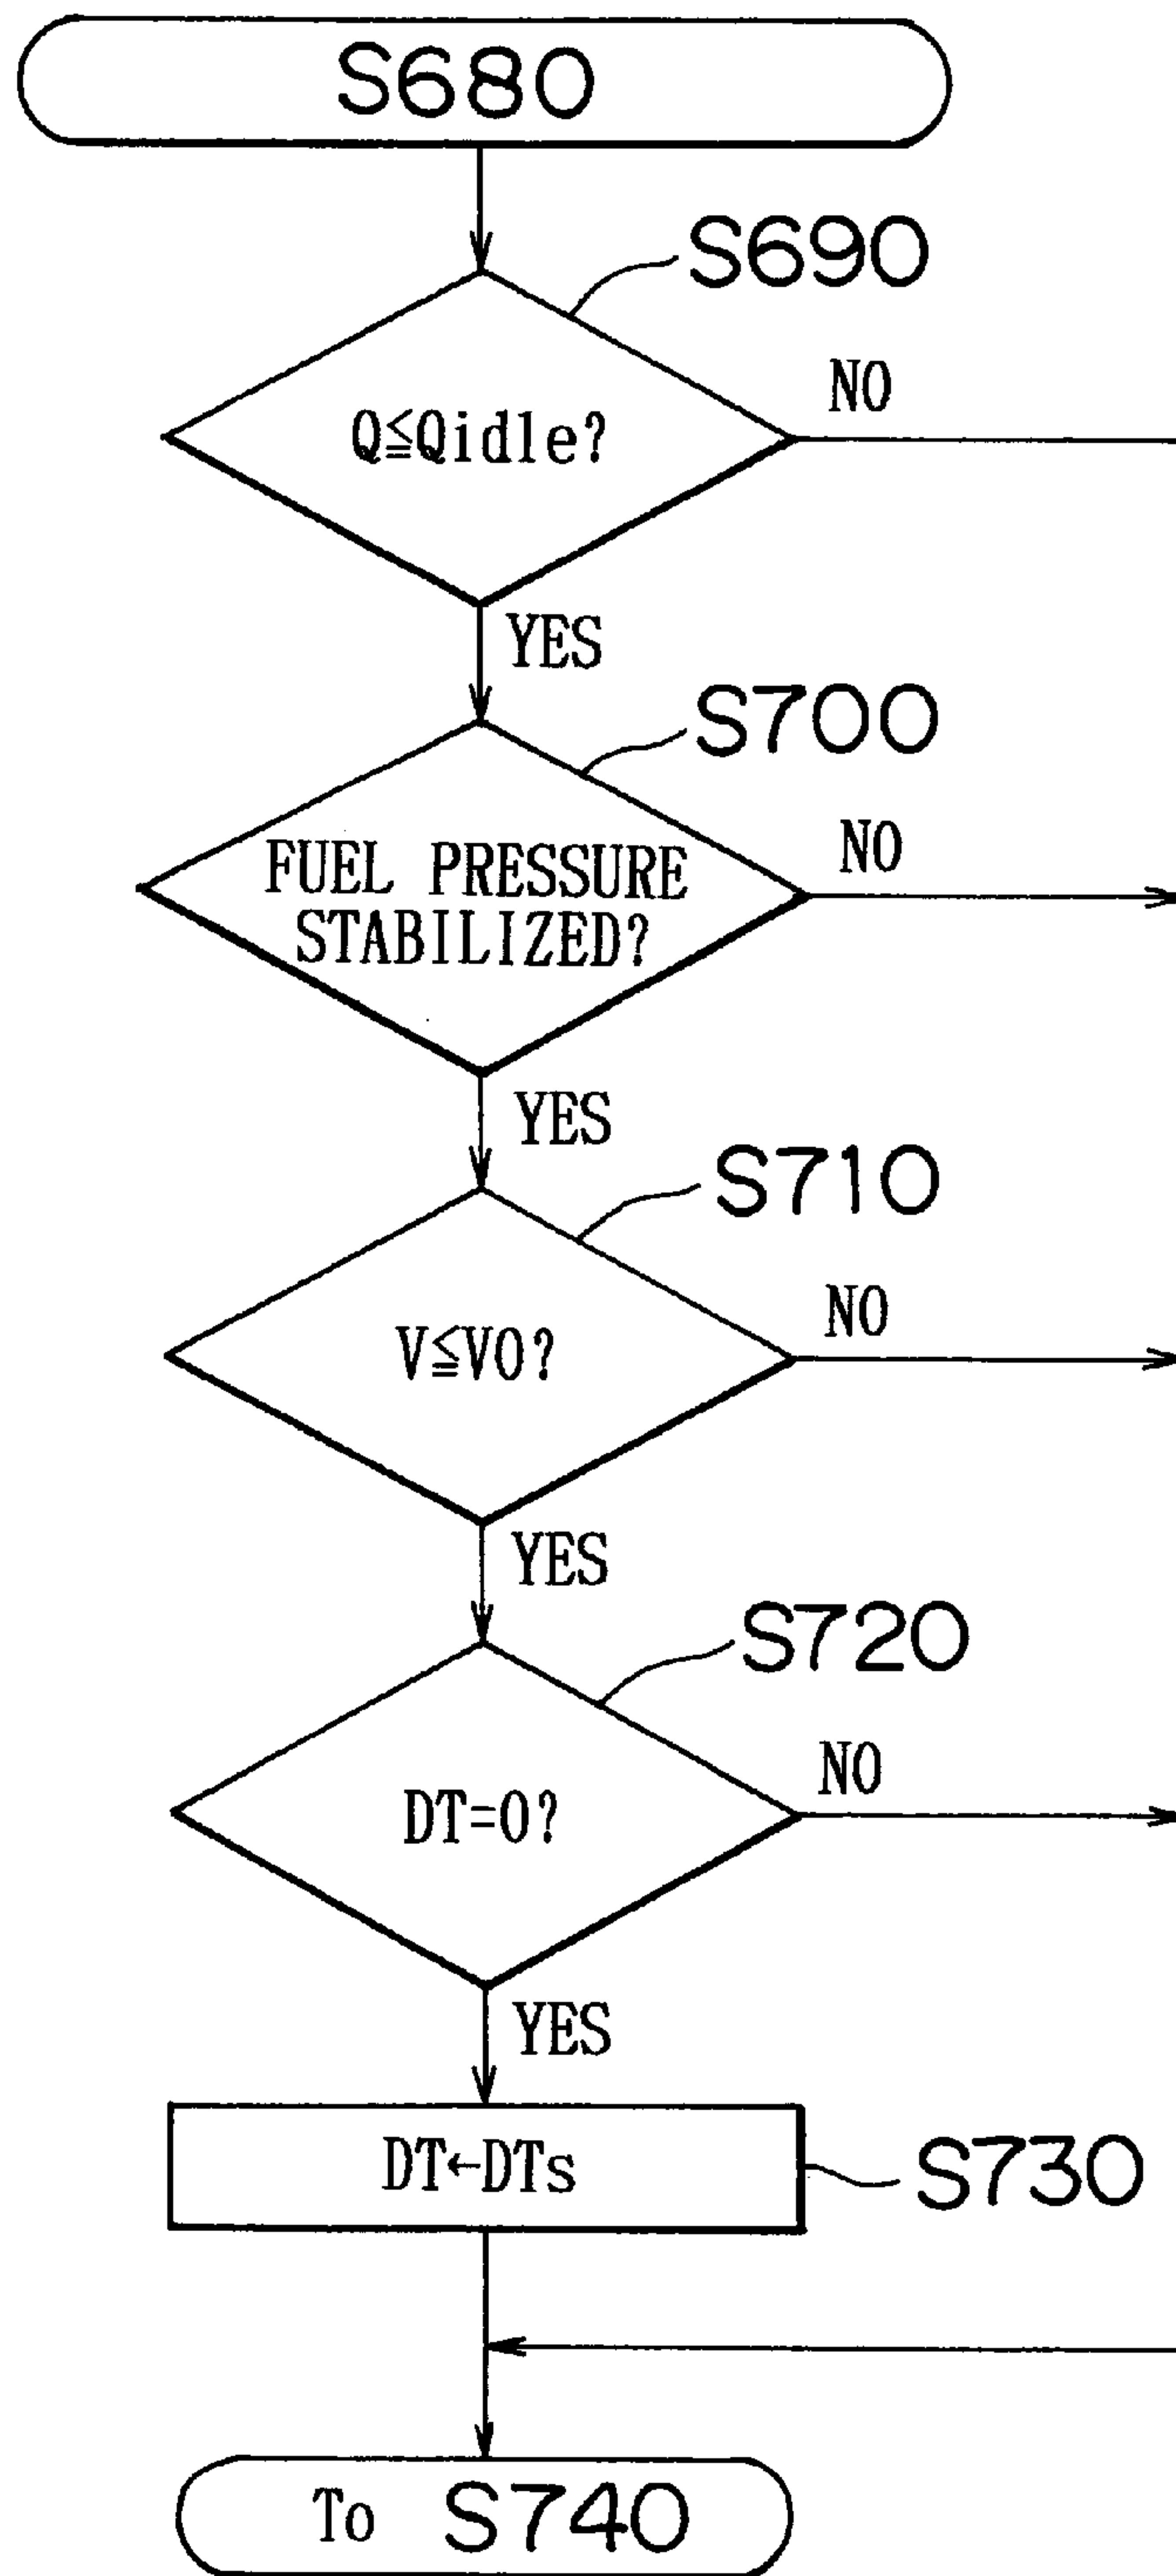 S680
S690
Q≦Qidle?
NO
YES
S700
FUEL PRESSURE
STABILIZED?
NO
YES
S710
V≦V0?
NO
YES
S720
DT=0?
NO
YES
DT←DTs
S730
To S740